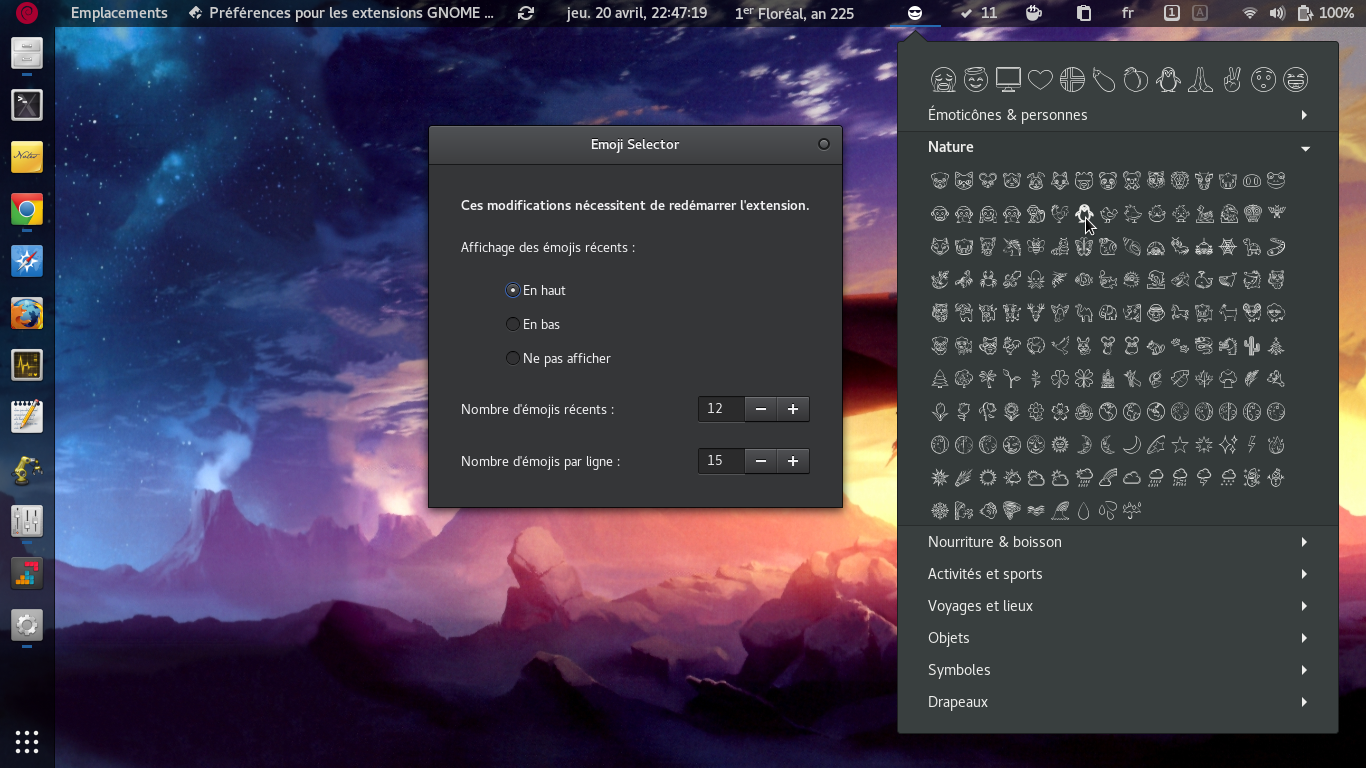 Emplacements
Préférences pour les extensions GNOME ...
jeu. 20 avril, 22:47:19
1er Floréal, an 225
11
fr
1
A
100%
Notes
Emoji Selector
Ces modifications nécessitent de redémarrer l'extension.
Affichage des émojis récents :
En haut
En bas
Ne pas afficher
Nombre d'émojis récents :
12
Nombre d'émojis par ligne :
15
Émoticônes & personnes
Nature
Nourriture & boisson
Activités et sports
Voyages et lieux
Objets
Symboles
Drapeaux